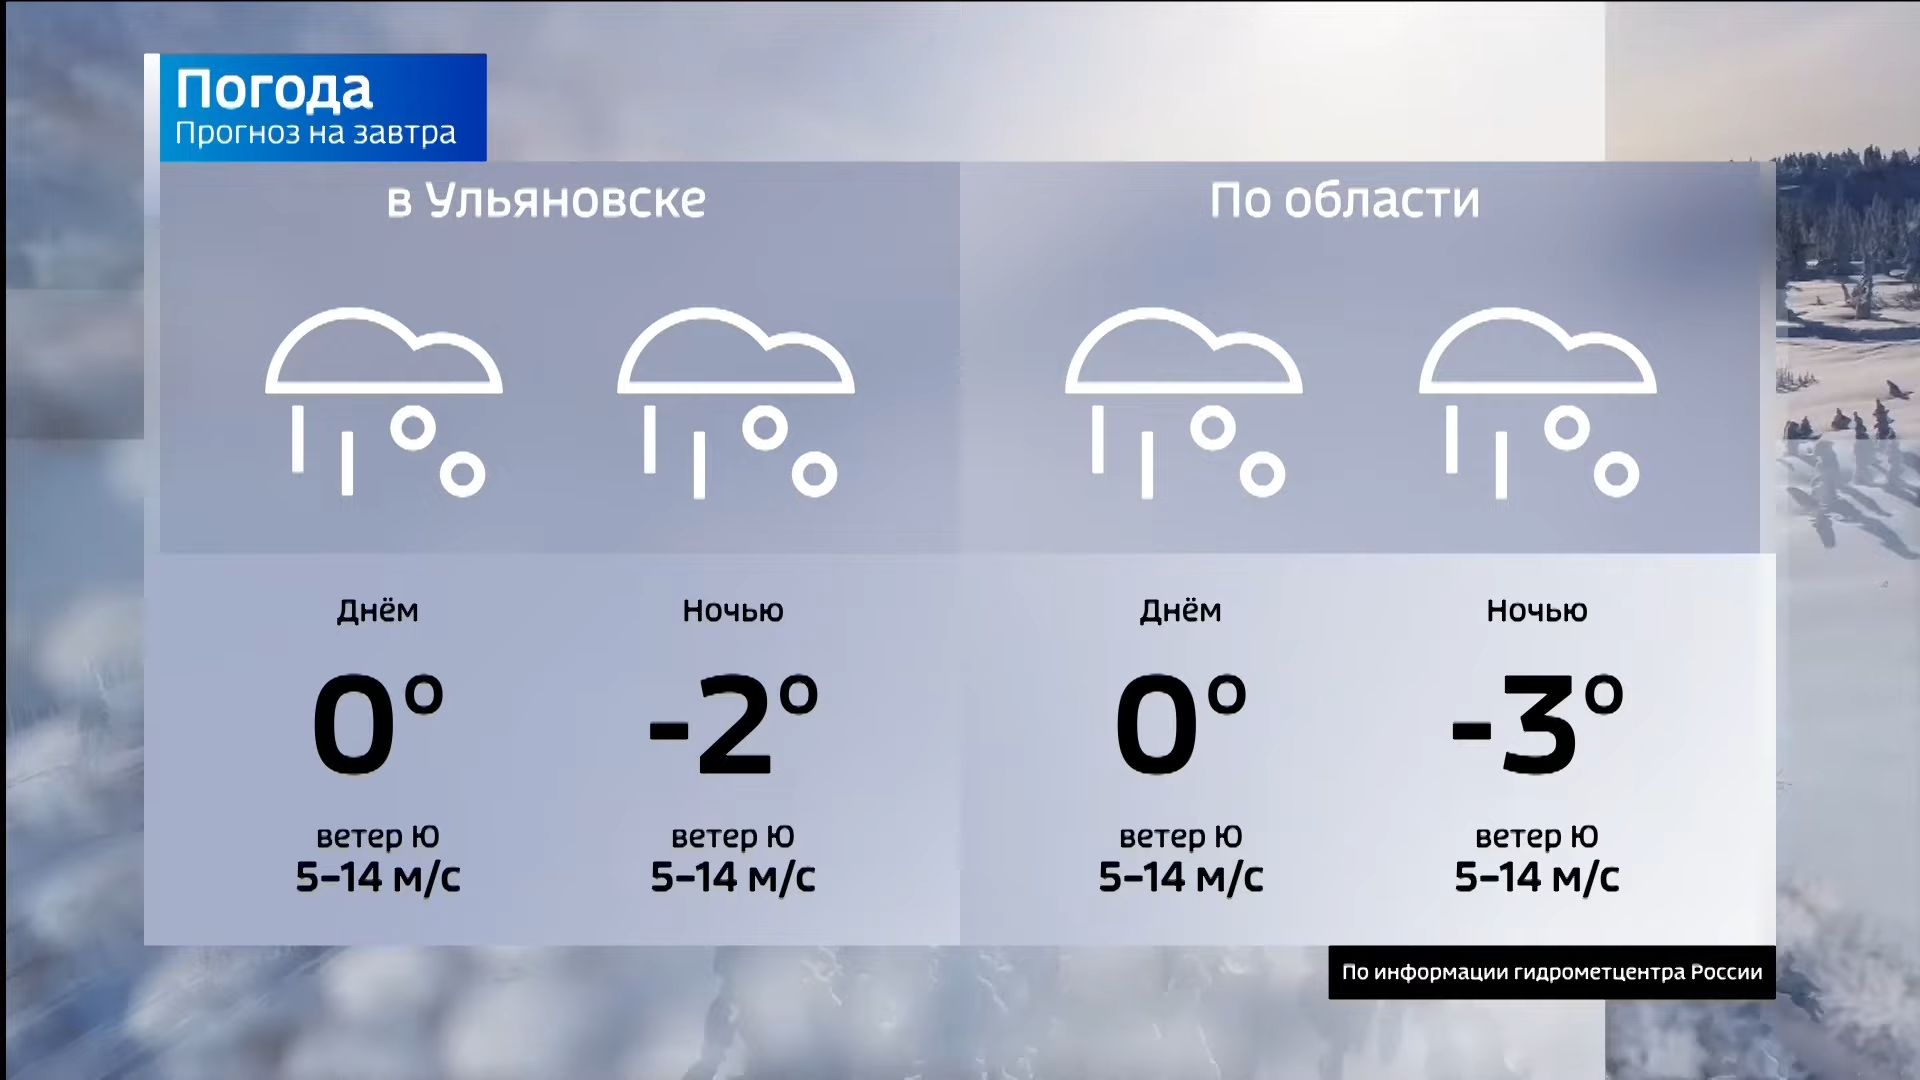 Погода
Прогноз на завтра
в Ульяновске
По области
Днём
Ночью
Днём
Ночью
0°
-2°
0°
-3°
ветер Ю
ветер Ю
ветер Ю
ветер Ю
5-14 м/с
5-14 м/с
5-14 м/с
5-14 м/с
По информации гидрометцентра России